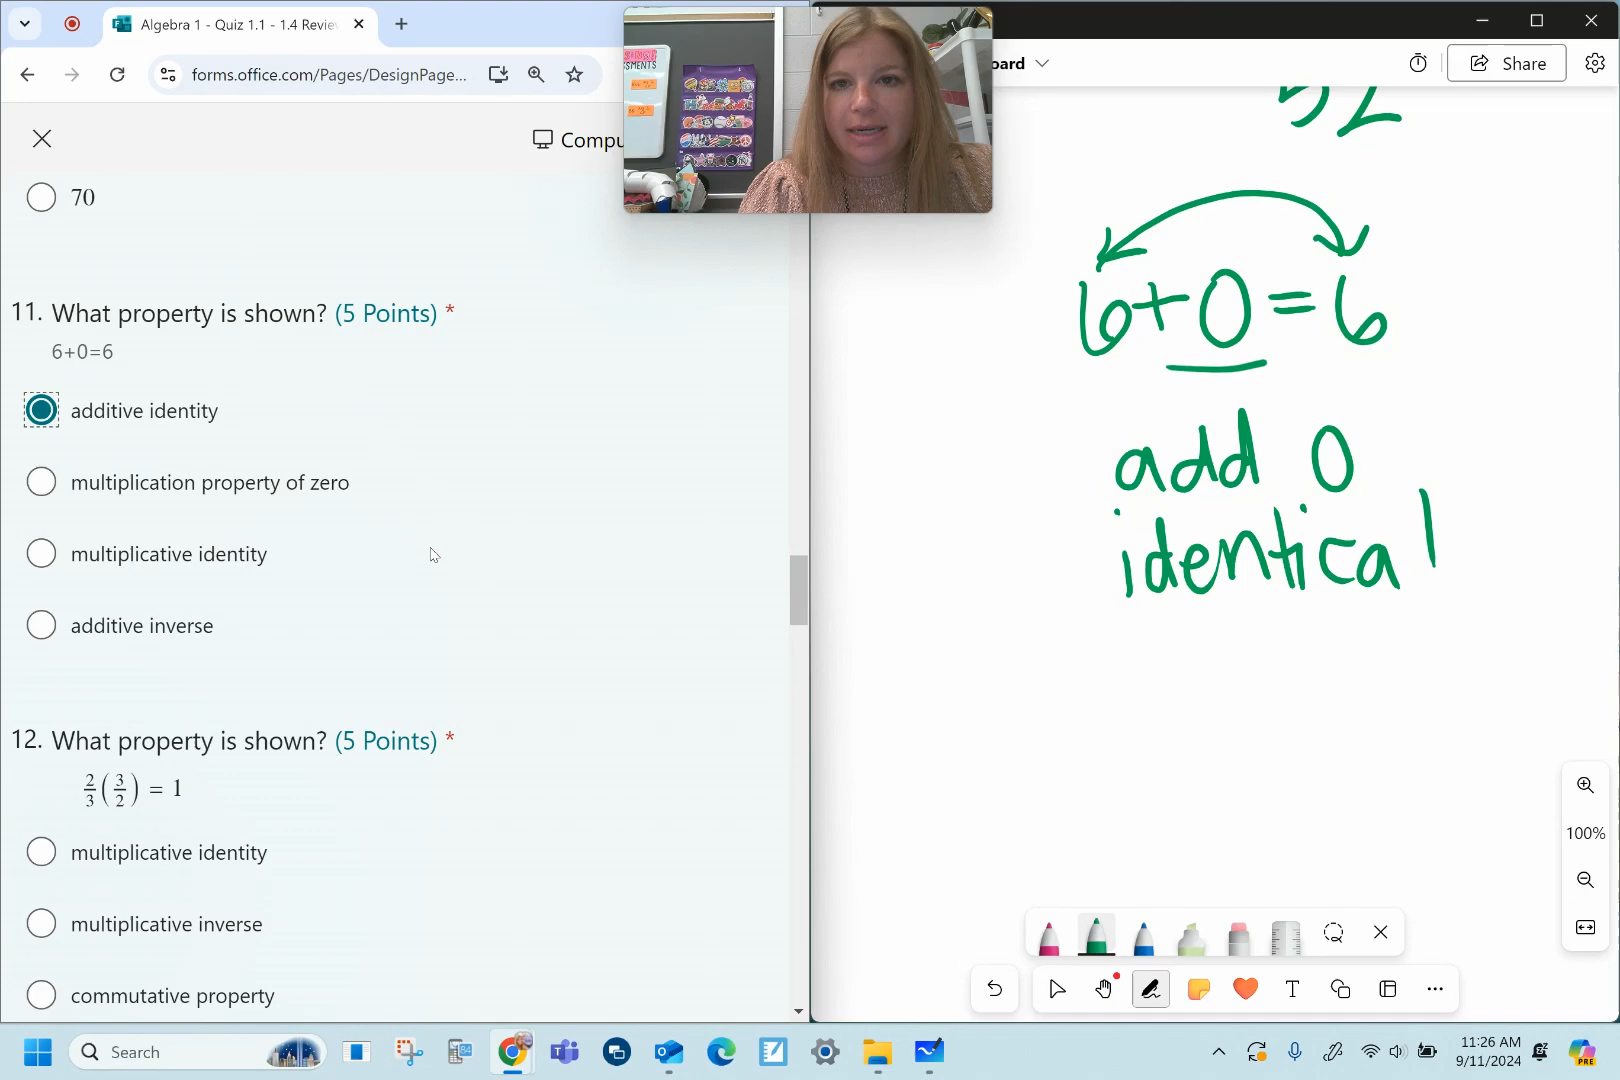 Algebra 1 - Quiz 1.1 - 1.4 Revie
forms.office.com/Pages/DesignPage...
oard
Share
Compu
70
11. What property is shown? (5 Points) *
6+0=6
additive identity
multiplication property of zero
multiplicative identity
additive inverse
12. What property is shown? (5 Points) *
2/3 (3/2) = 1
multiplicative identity
multiplicative inverse
commutative property
52
6+0=6
add 0
identical
100%
Search
11:26 AM
9/11/2024